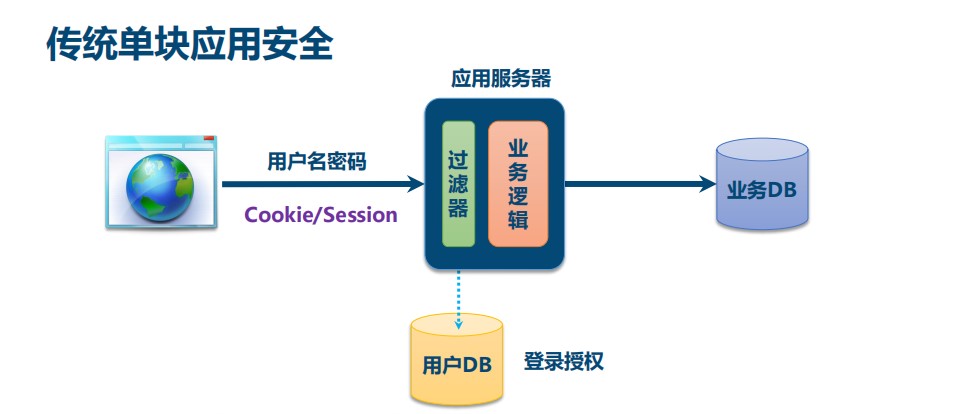 传统单块应用安全
应用服务器
用户名密码
Cookie/Session
过滤器
业务逻辑
业务DB
用户DB
登录授权